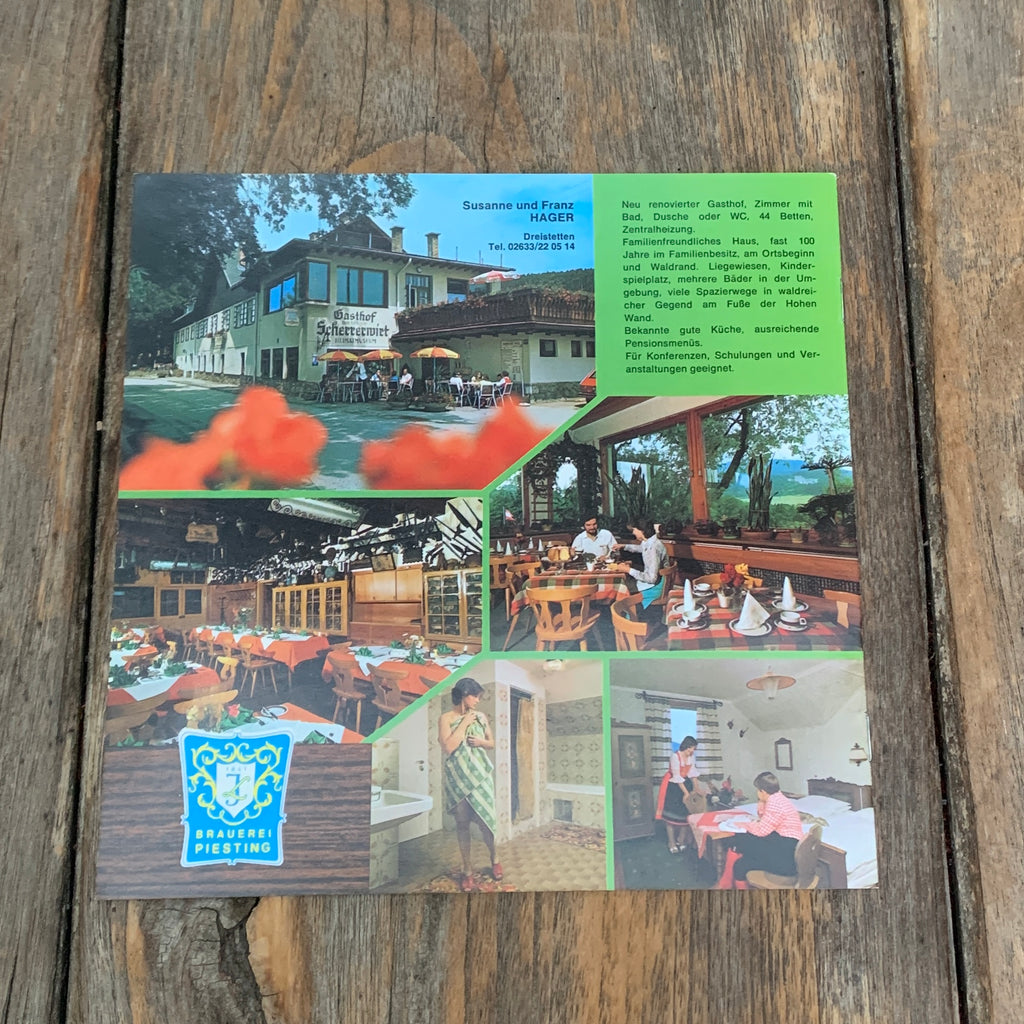 Susanne und Franz
HAGER
Dreistetten
Tel. 02633/22 05 14
Neu renovierter Gasthof, Zimmer mit
Bad, Dusche oder WC, 44 Betten,
Zentralheizung.
Familienfreundliches Haus, fast 100
Jahre im Familienbesitz, am Ortsbeginn
und Waldrand. Liegewiesen, Kinder-
spielplatz, mehrere Bäder in der Um-
gebung, viele Spazierwege in waldrei-
cher Gegend am Fuße der Hohen
Wand.
Bekannte gute Küche, ausreichende
Pensionsmenüs.
Für Konferenzen, Schulungen und Ver-
anstaltungen geeignet.
Gasthof
Scherrerwirt
BRAUEREI
PIESTING